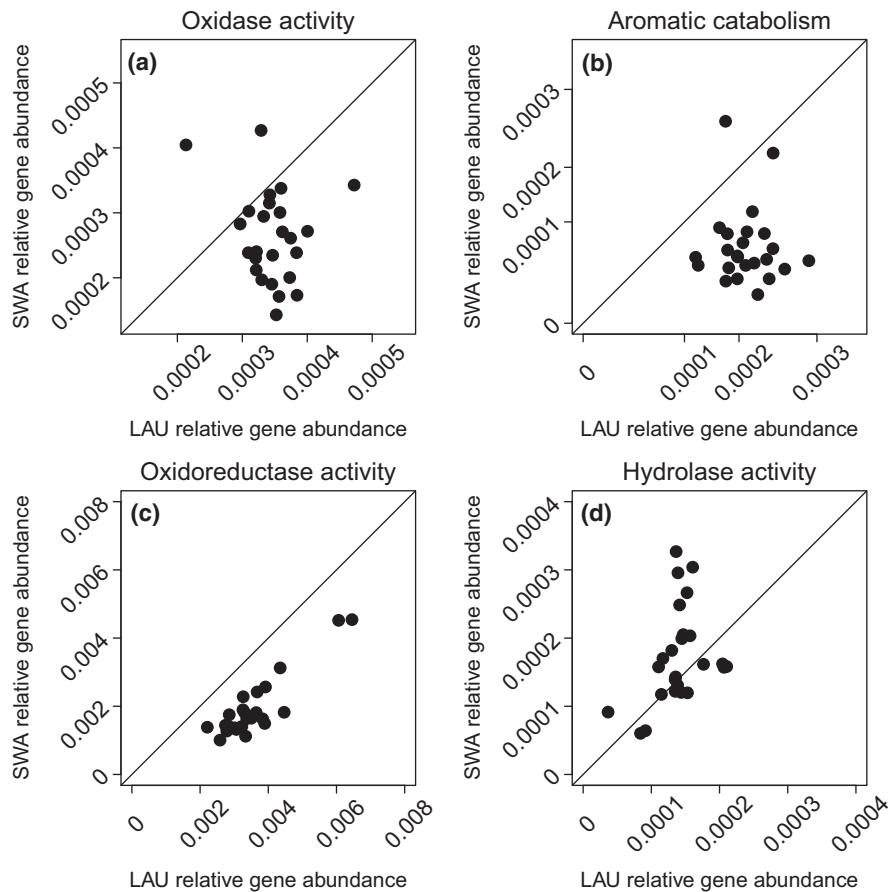 Oxidase activity
(a)
SWA relative gene abundance
0.0005
0.0004
0.0003
0.0002
0.0002
0.0003
0.0004
0.0005
LAU relative gene abundance
Aromatic catabolism
(b)
SWA relative gene abundance
0.0003
0.0002
0.0001
0
0
0.0001
0.0002
0.0003
LAU relative gene abundance
Oxidoreductase activity
(c)
SWA relative gene abundance
0.008
0.006
0.004
0.002
0
0
0.002
0.004
0.006
0.008
LAU relative gene abundance
Hydrolase activity
(d)
SWA relative gene abundance
0.0004
0.0003
0.0002
0.0001
0
0
0.0001
0.0002
0.0003
0.0004
LAU relative gene abundance